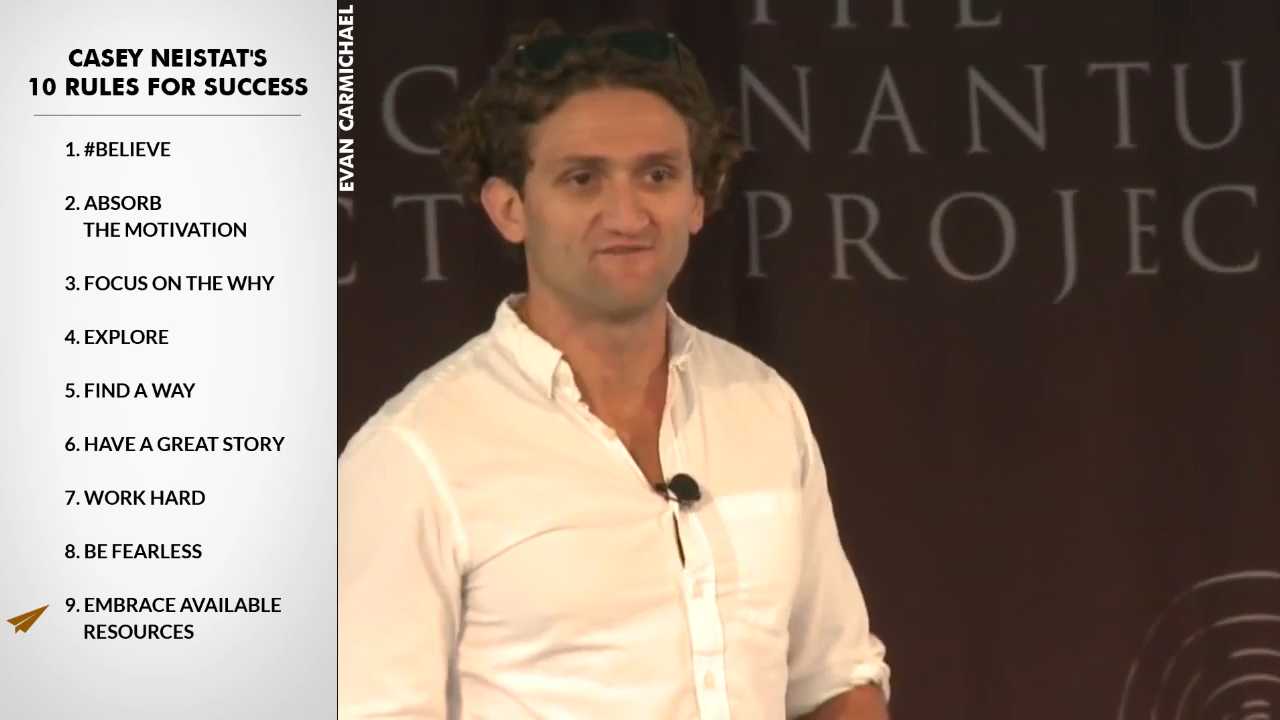 CASEY NEISTAT'S
10 RULES FOR SUCCESS
1. #BELIEVE
2. ABSORB
THE MOTIVATION
3. FOCUS ON THE WHY
4. EXPLORE
5. FIND A WAY
6. HAVE A GREAT STORY
7. WORK HARD
8. BE FEARLESS
9. EMBRACE AVAILABLE
RESOURCES
EVAN CARMICHAEL
THE
NANTU
PROJEC